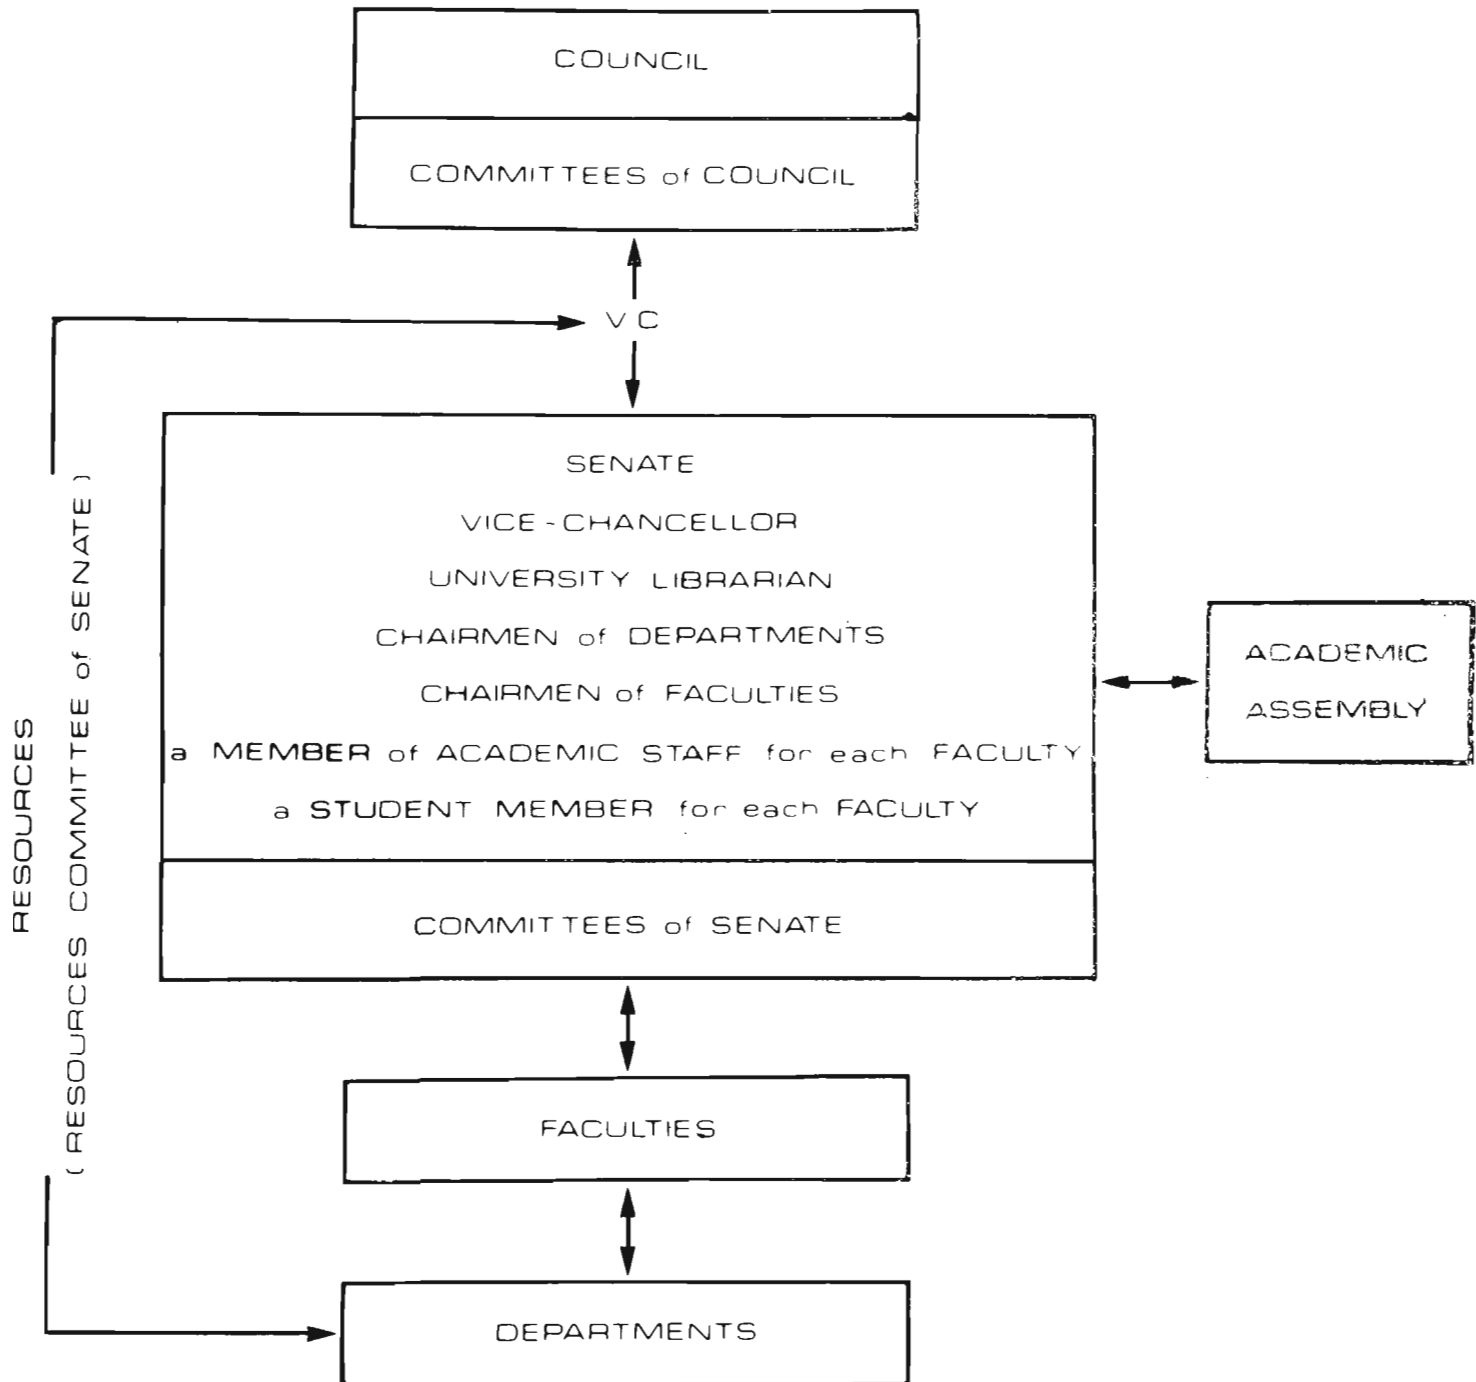 COUNCIL
COMMITTEES of COUNCIL
VC
SENATE
VICE-CHANCELLOR
UNIVERSITY LIBRARIAN
CHAIRMEN of DEPARTMENTS
CHAIRMEN of FACULTIES
a MEMBER of ACADEMIC STAFF for each FACULTY
a STUDENT MEMBER for each FACULTY
COMMITTEES of SENATE
ACADEMIC
ASSEMBLY
RESOURCES
(RESOURCES COMMITTEE of SENATE)
FACULTIES
DEPARTMENTS